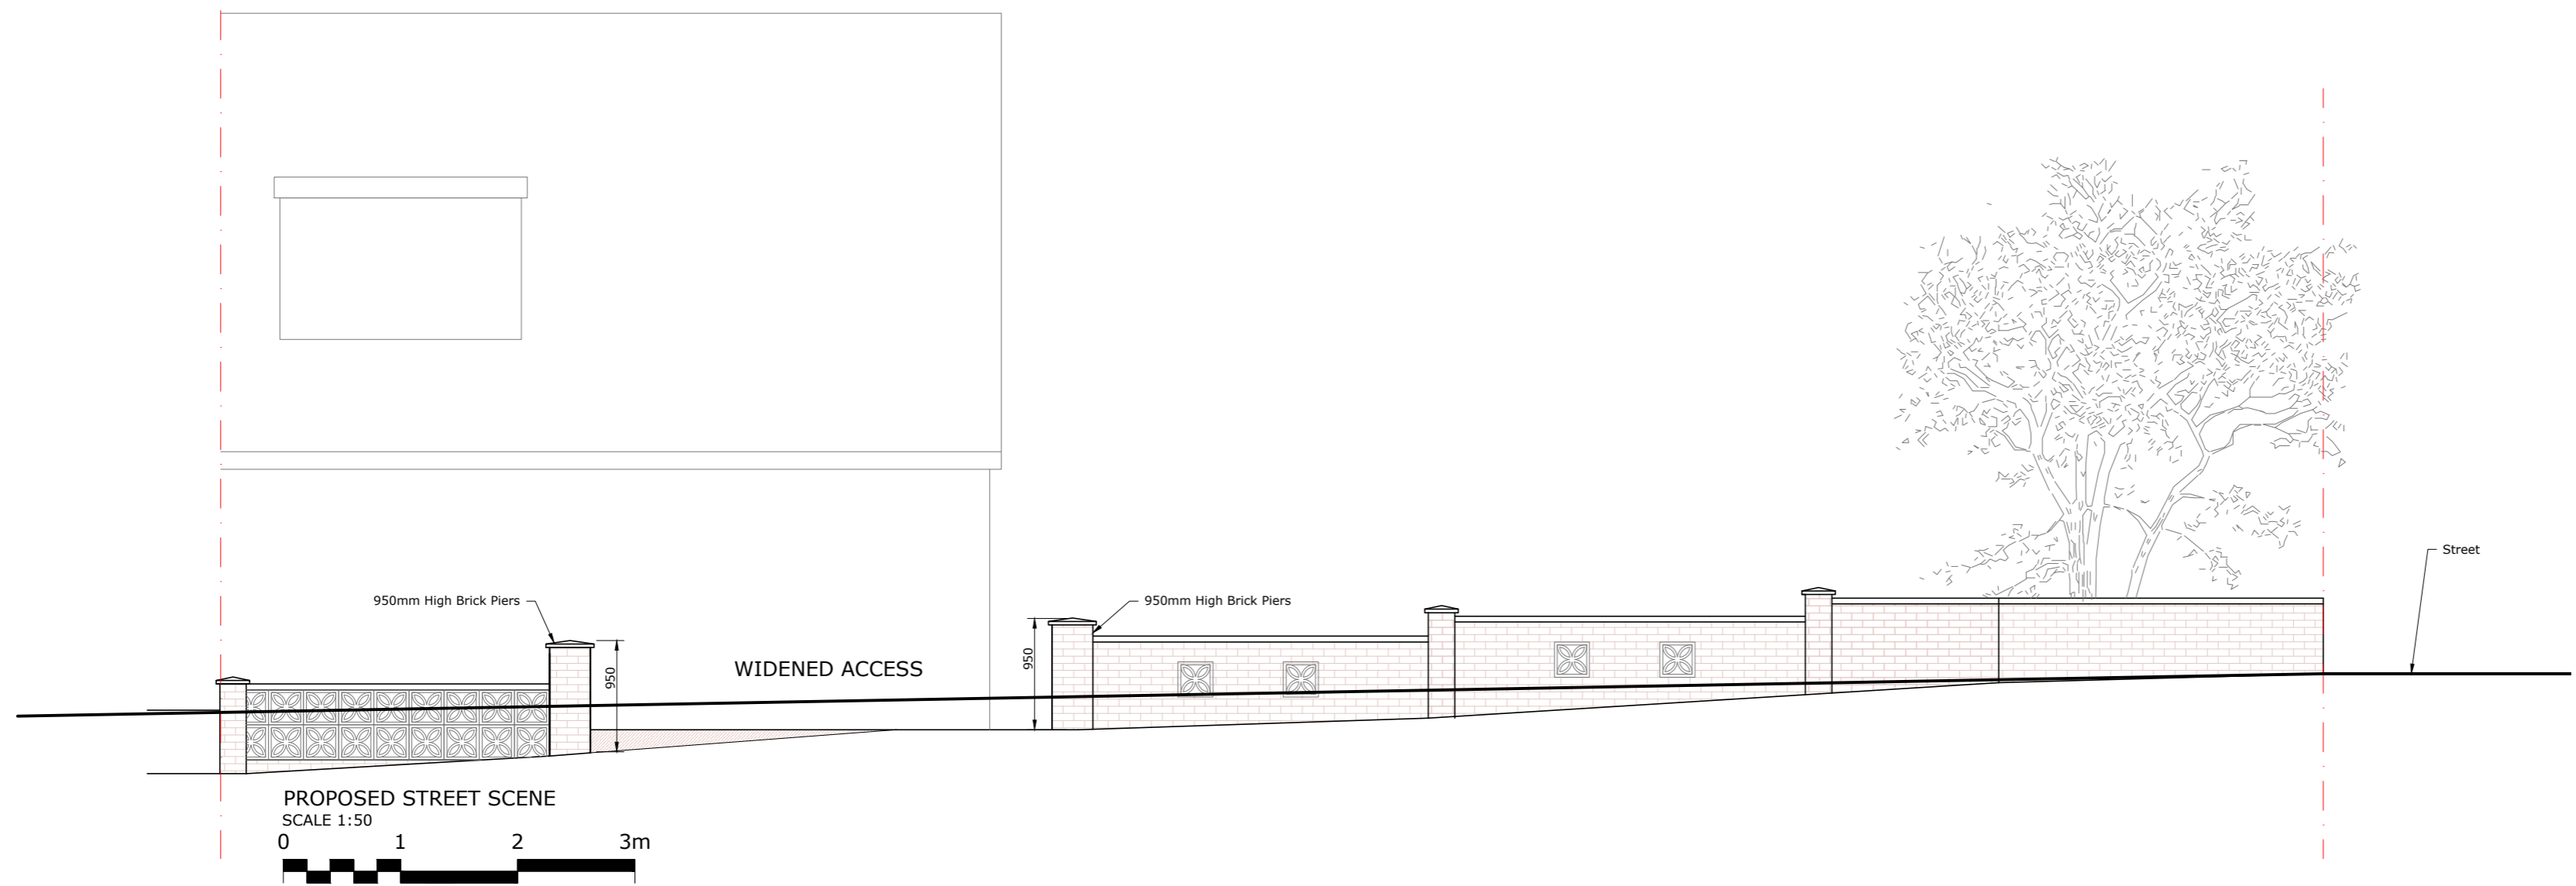 Street
950mm High Brick Piers
950mm High Brick Piers
950
950
WIDENED ACCESS
PROPOSED STREET SCENE
SCALE 1:50
0 1 2 3m